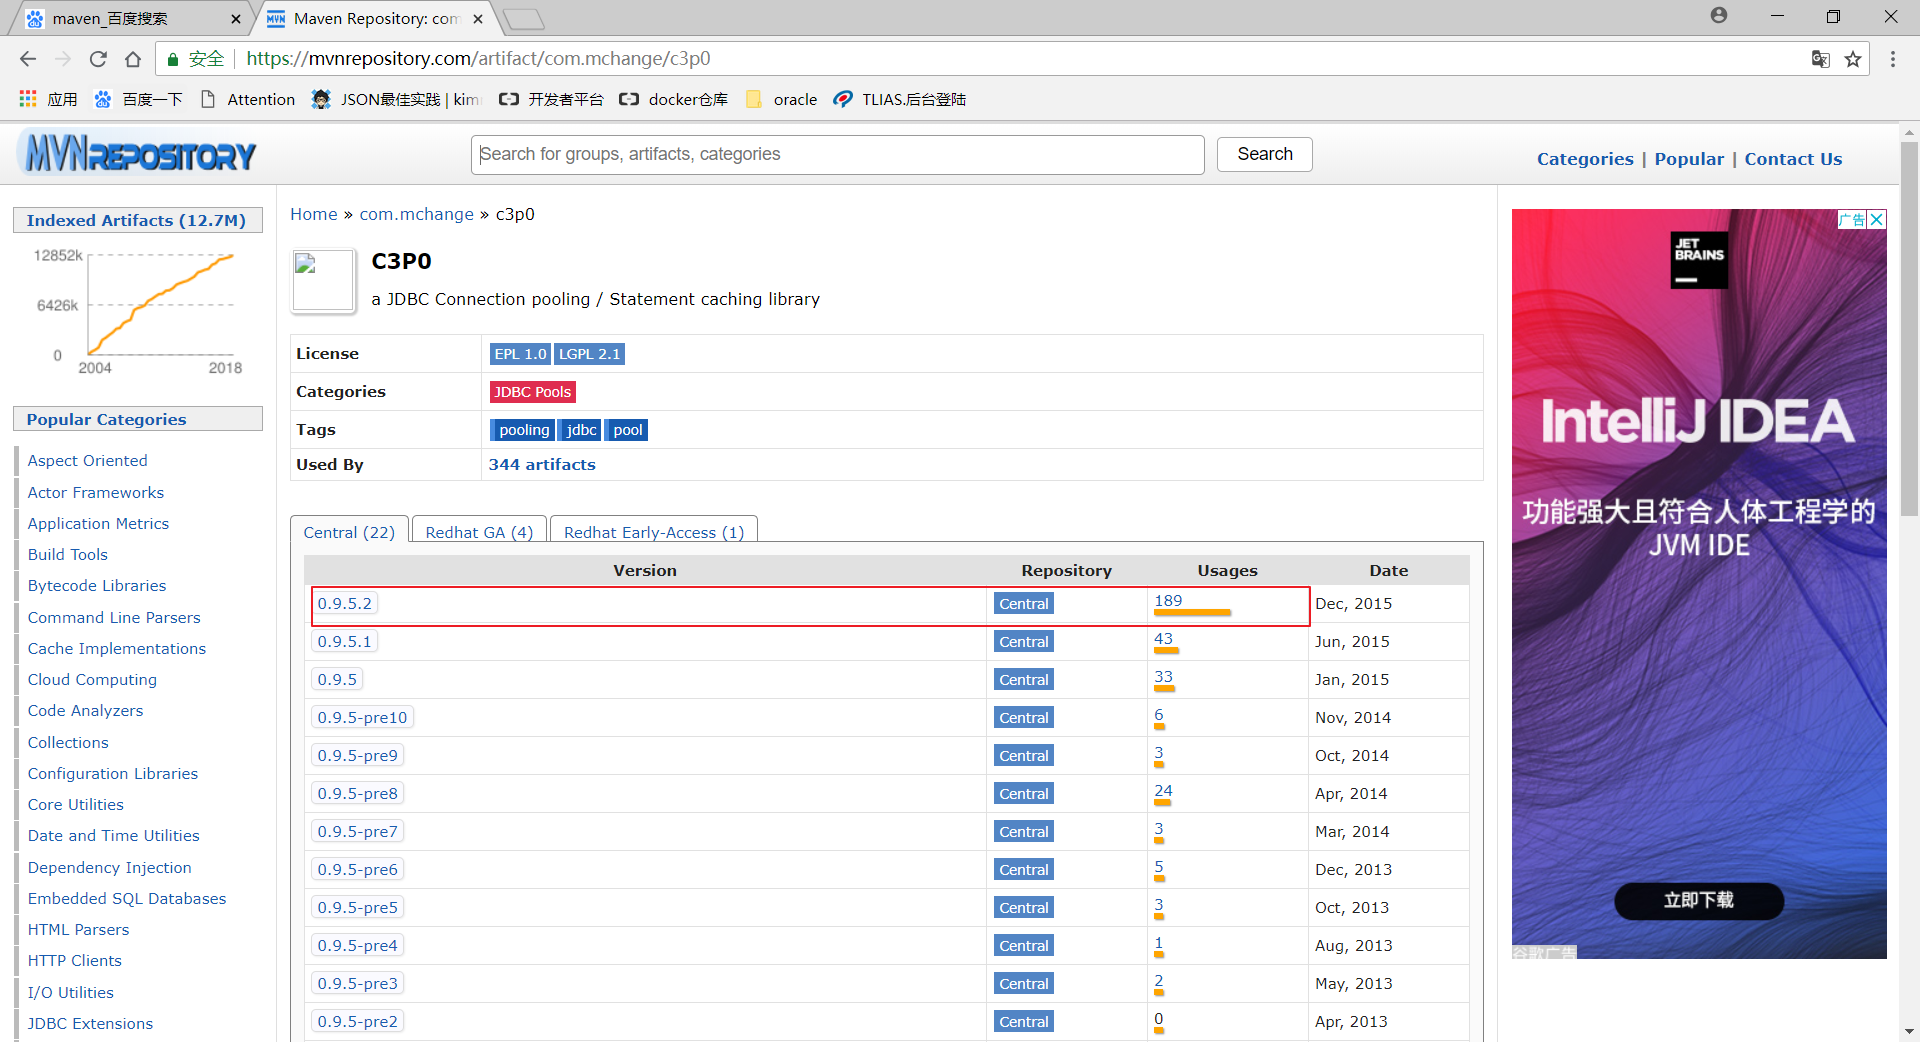 maven_百度搜索
Maven Repository: com
安全 https://mvnrepository.com/artifact/com.mchange/c3p0
应用 百度一下 Attention JSON最佳实践 | kim 开发者平台 docker仓库 oracle TLIAS.后台登陆
MVNREPOSITORY
Search for groups, artifacts, categories
Search
Categories | Popular | Contact Us
Indexed Artifacts (12.7M)
12852k
6426k
0
2004 2018
Popular Categories
Aspect Oriented
Actor Frameworks
Application Metrics
Build Tools
Bytecode Libraries
Command Line Parsers
Cache Implementations
Cloud Computing
Code Analyzers
Collections
Configuration Libraries
Core Utilities
Date and Time Utilities
Dependency Injection
Embedded SQL Databases
HTML Parsers
HTTP Clients
I/O Utilities
JDBC Extensions
Home » com.mchange » c3p0
C3P0
a JDBC Connection pooling / Statement caching library
License EPL 1.0 LGPL 2.1
Categories JDBC Pools
Tags pooling jdbc pool
Used By 344 artifacts
Central (22) Redhat GA (4) Redhat Early-Access (1)
Version Repository Usages Date
0.9.5.2 Central 189 Dec, 2015
0.9.5.1 Central 43 Jun, 2015
0.9.5 Central 33 Jan, 2015
0.9.5-pre10 Central 6 Nov, 2014
0.9.5-pre9 Central 3 Oct, 2014
0.9.5-pre8 Central 24 Apr, 2014
0.9.5-pre7 Central 3 Mar, 2014
0.9.5-pre6 Central 5 Dec, 2013
0.9.5-pre5 Central 3 Oct, 2013
0.9.5-pre4 Central 1 Aug, 2013
0.9.5-pre3 Central 2 May, 2013
0.9.5-pre2 Central 0 Apr, 2013
广告
JET
BRAINS
IntelliJ IDEA
功能强大且符合人体工程学的
JVM IDE
立即下载
谷歌广告